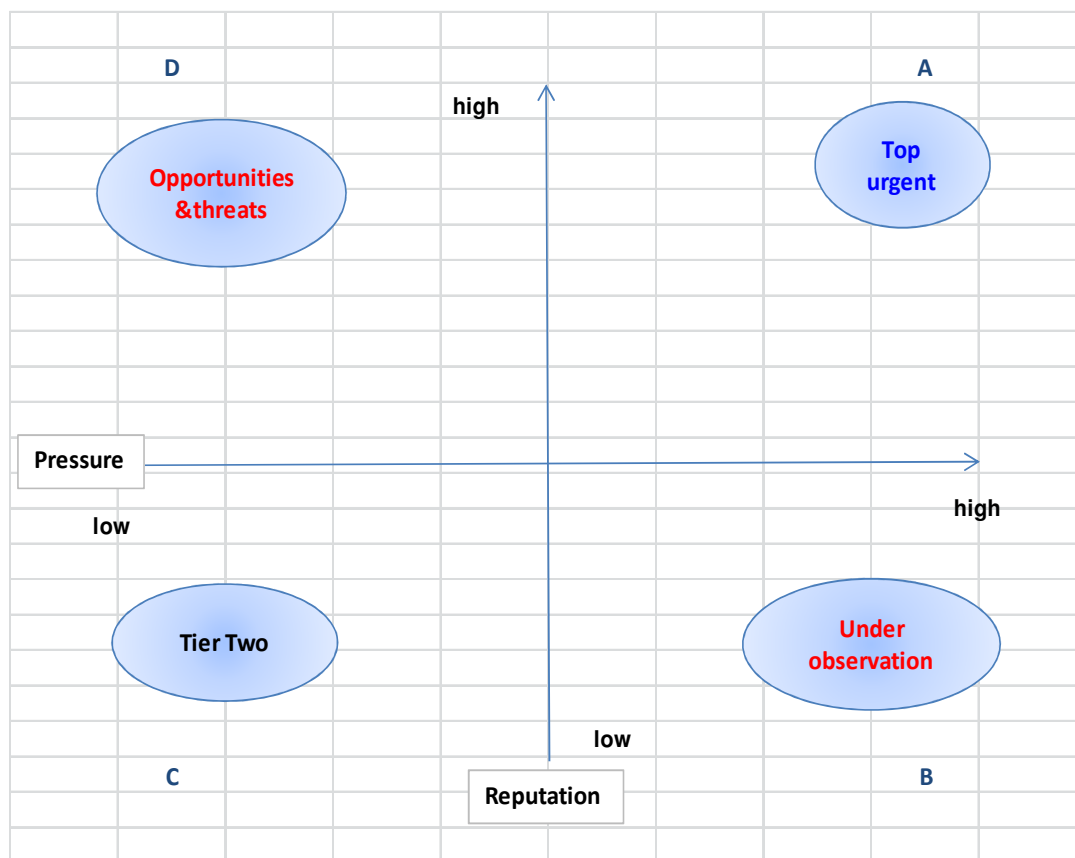 D
A
high
Top
urgent
Opportunities
&threats
Pressure
high
low
Tier Two
Under
observation
low
C
B
Reputation